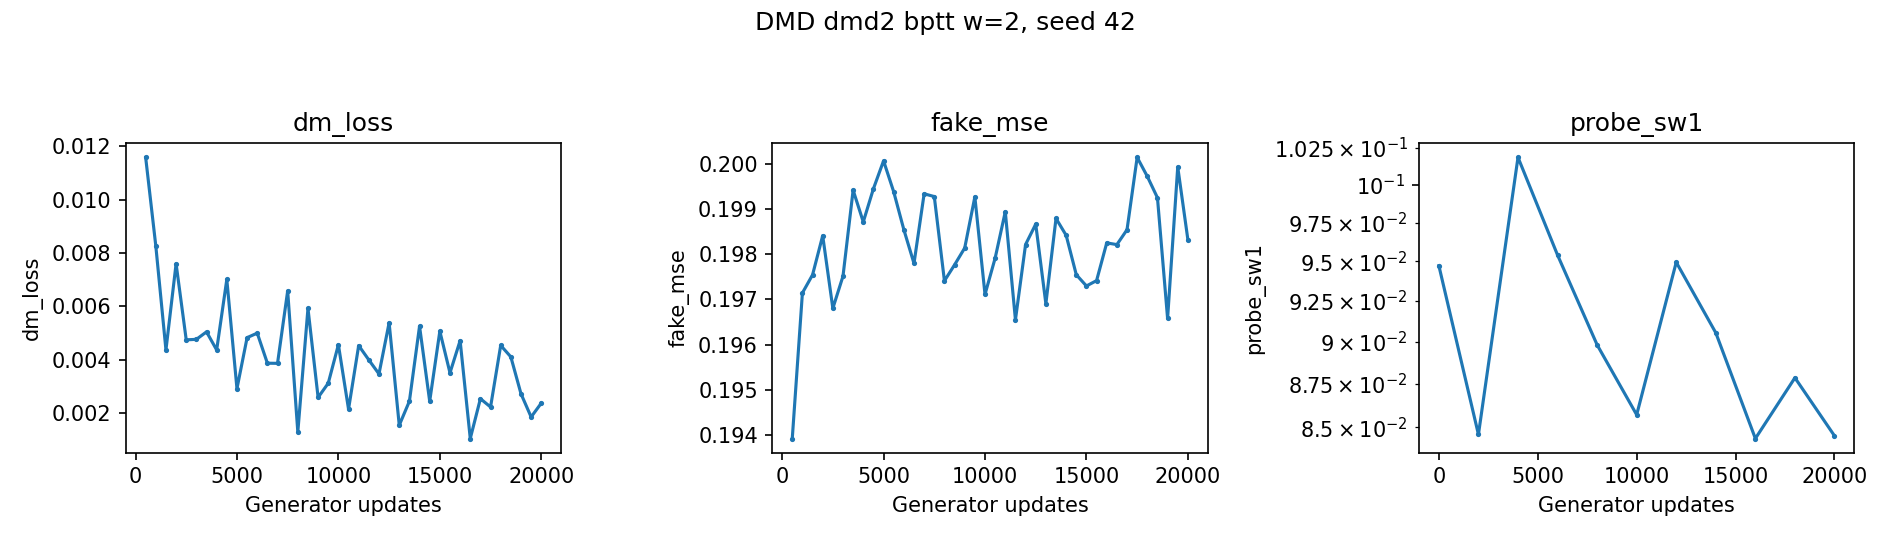 DMD dmd2 bptt w=2, seed 42
dm_loss
0.012
0.010
0.008
0.006
0.004
0.002
dm_loss
0
5000
10000
15000
20000
Generator updates
fake_mse
0.200
0.199
0.198
0.197
0.196
0.195
0.194
fake_mse
0
5000
10000
15000
20000
Generator updates
probe_sw1
1.025 × 10⁻¹
10⁻¹
9.75 × 10⁻²
9.5 × 10⁻²
9.25 × 10⁻²
9 × 10⁻²
8.75 × 10⁻²
8.5 × 10⁻²
probe_sw1
0
5000
10000
15000
20000
Generator updates